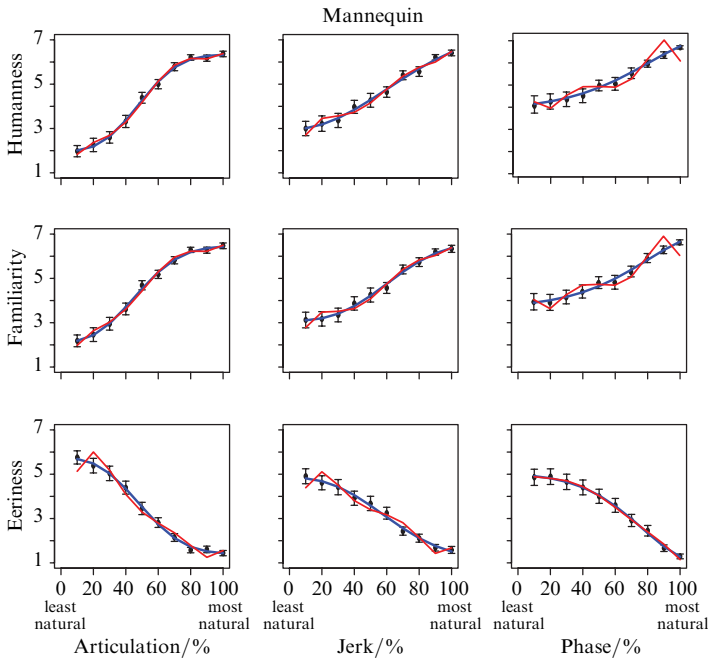 Mannequin
Humanness
7
5
3
1
Familiarity
7
5
3
1
Eeriness
7
5
3
1
0 20 40 60 80 100
0 20 40 60 80 100
0 20 40 60 80 100
least natural
most natural
least natural
most natural
least natural
most natural
Articulation/%
Jerk/%
Phase/%